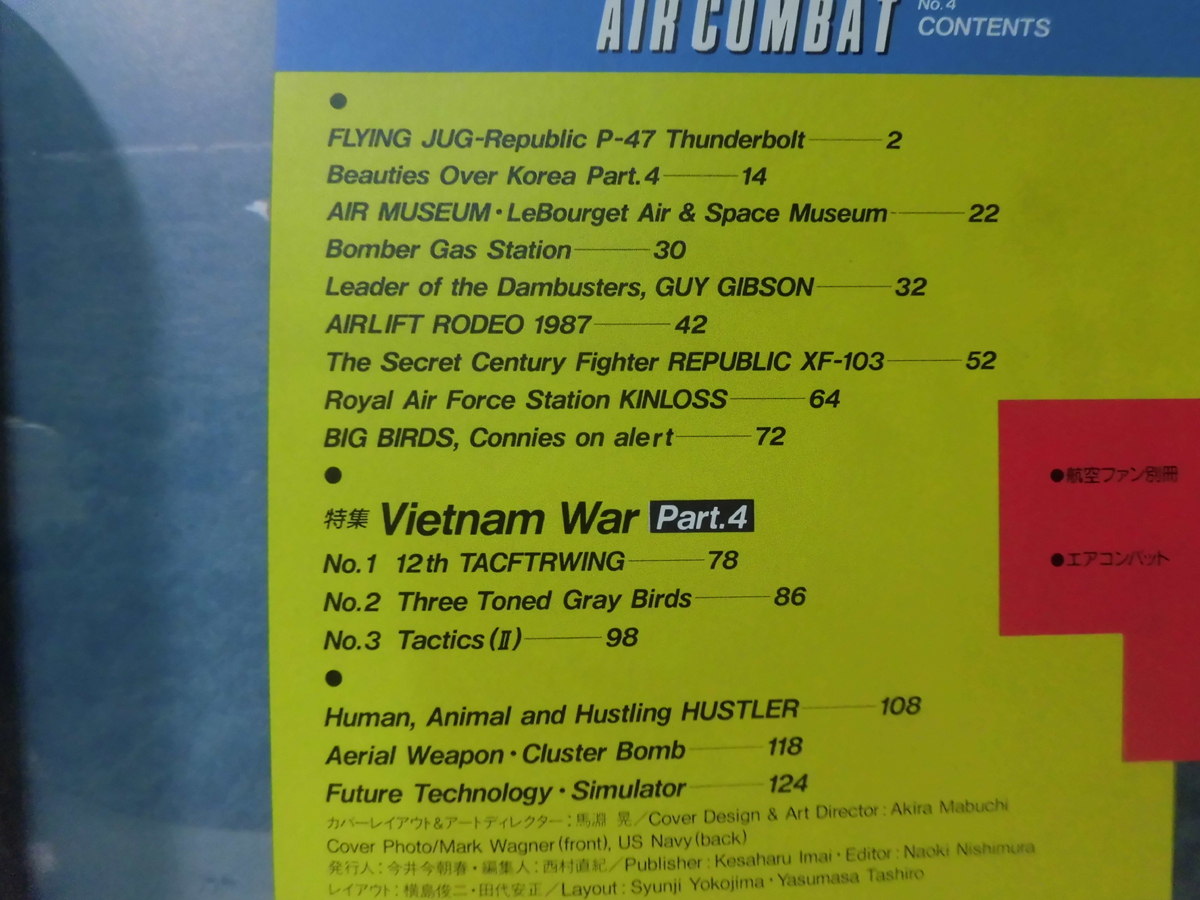 AIR COMBAT
No.4
CONTENTS
●
FLYING JUG-Republic P-47 Thunderbolt———2
Beauties Over Korea Part.4———14
AIR MUSEUM・LeBourget Air & Space Museum———22
Bomber Gas Station———30
Leader of the Dambusters, GUY GIBSON———32
AIRLIFT RODEO 1987———42
The Secret Century Fighter REPUBLIC XF-103———52
Royal Air Force Station KINLOSS———64
BIG BIRDS, Connies on alert———72
●
特集 Vietnam War Part.4
No.1 12th TACFTRWING———78
No.2 Three Toned Gray Birds———86
No.3 Tactics(II)———98
●
Human, Animal and Hustling HUSTLER———108
Aerial Weapon・Cluster Bomb———118
Future Technology・Simulator———124
カバーレイアウト&アートディレクター:馬淵 晃/Cover Design & Art Director:Akira Mabuchi
Cover Photo/Mark Wagner(front), US Navy(back)
発行人:今井今朝春・編集人:西村直紀/Publisher:Kesaharu Imai・Editor:Naoki Nishimura
レイアウト:横島俊二・田代安正/Layout:Syunji Yokojima・Yasumasa Tashiro
●航空ファン別冊
●エアコンバット